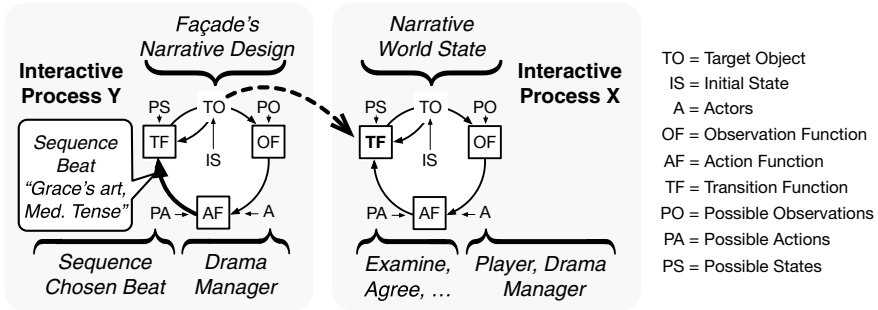 Façade's
Narrative Design
Interactive
Process Y
PS
TO
PO
TF
OF
IS
Sequence
Beat
"Grace's art,
Med. Tense"
PA
AF
A
Sequence
Chosen Beat
Drama
Manager
Narrative
World State
Interactive
Process X
PS
TO
PO
TF
OF
IS
PA
AF
A
Examine,
Agree, …
Player, Drama
Manager
TO = Target Object
IS = Initial State
A = Actors
OF = Observation Function
AF = Action Function
TF = Transition Function
PO = Possible Observations
PA = Possible Actions
PS = Possible States